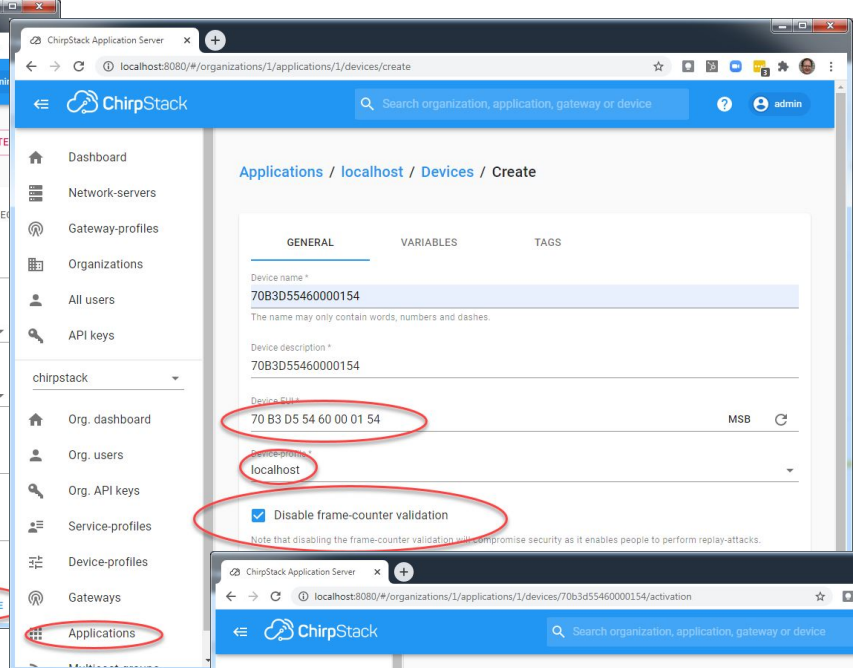 ChirpStack Application Server
localhost:8080/#/organizations/1/applications/1/devices/create
3
ChirpStack
Search organization, application, gateway or device
?
admin
Dashboard
Network-servers
Gateway-profiles
Organizations
All users
API keys
chirpstack
Org. dashboard
Org. users
Org. API keys
Service-profiles
Device-profiles
Gateways
Applications
Multicast groups
Applications / localhost / Devices / Create
GENERAL VARIABLES TAGS
Device name *
70B3D55460000154
The name may only contain words, numbers and dashes.
Device description *
70B3D55460000154
Device EUI *
70 B3 D5 54 60 00 01 54 MSB
Device-profile *
localhost
Disable frame-counter validation
Note that disabling the frame-counter validation will compromise security as it enables people to perform replay-attacks.
ChirpStack Application Server
localhost:8080/#/organizations/1/applications/1/devices/70b3d55460000154/activation
ChirpStack
Search organization, application, gateway or device